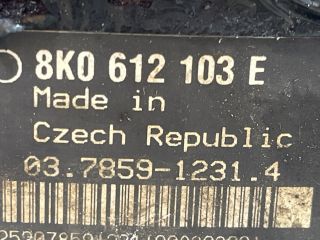 8K0 612 103 E
Made in
Czech Republic
03.7859-1231.4